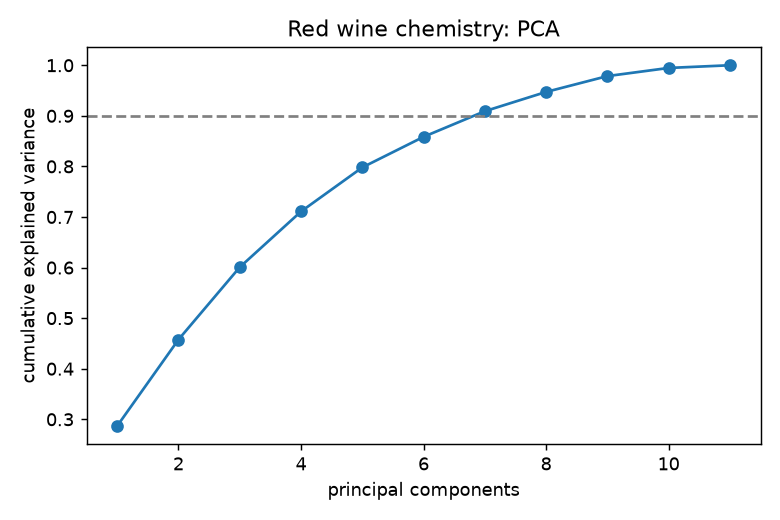 Red wine chemistry: PCA
cumulative explained variance
1.0
0.9
0.8
0.7
0.6
0.5
0.4
0.3
2 4 6 8 10
principal components